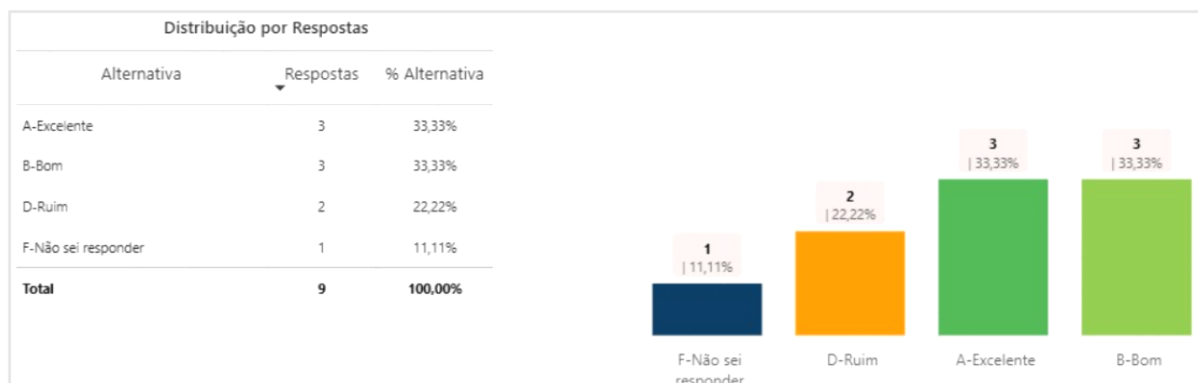 Distribuição por Respostas
Alternativa Respostas % Alternativa
A-Excelente 3 33,33%
B-Bom 3 33,33%
D-Ruim 2 22,22%
F-Não sei responder 1 11,11%
Total 9 100,00%
1
| 11,11%
2
| 22,22%
3
| 33,33%
3
| 33,33%
F-Não sei
responder
D-Ruim
A-Excelente
B-Bom